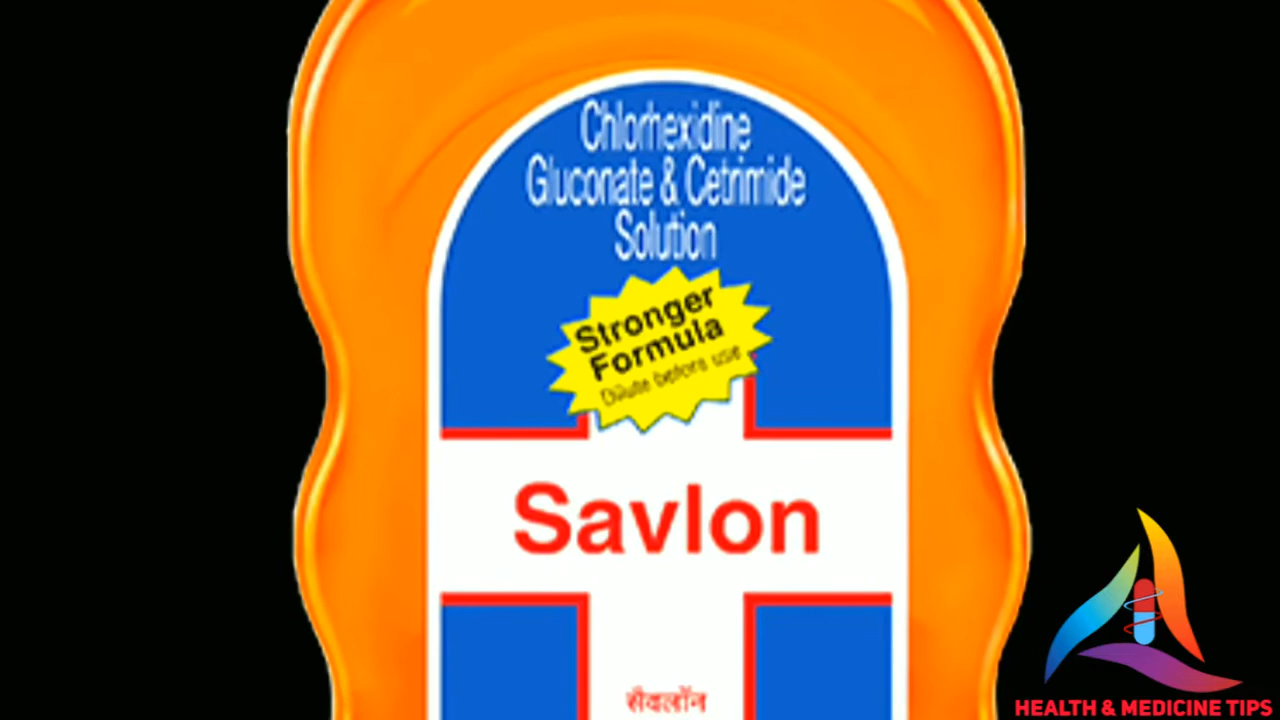 Chlorhexidine
Gluconate & Cetrimide
Solution
Stronger
Formula
Dilute before use
Savlon
सॅवलॉन
HEALTH & MEDICINE TIPS